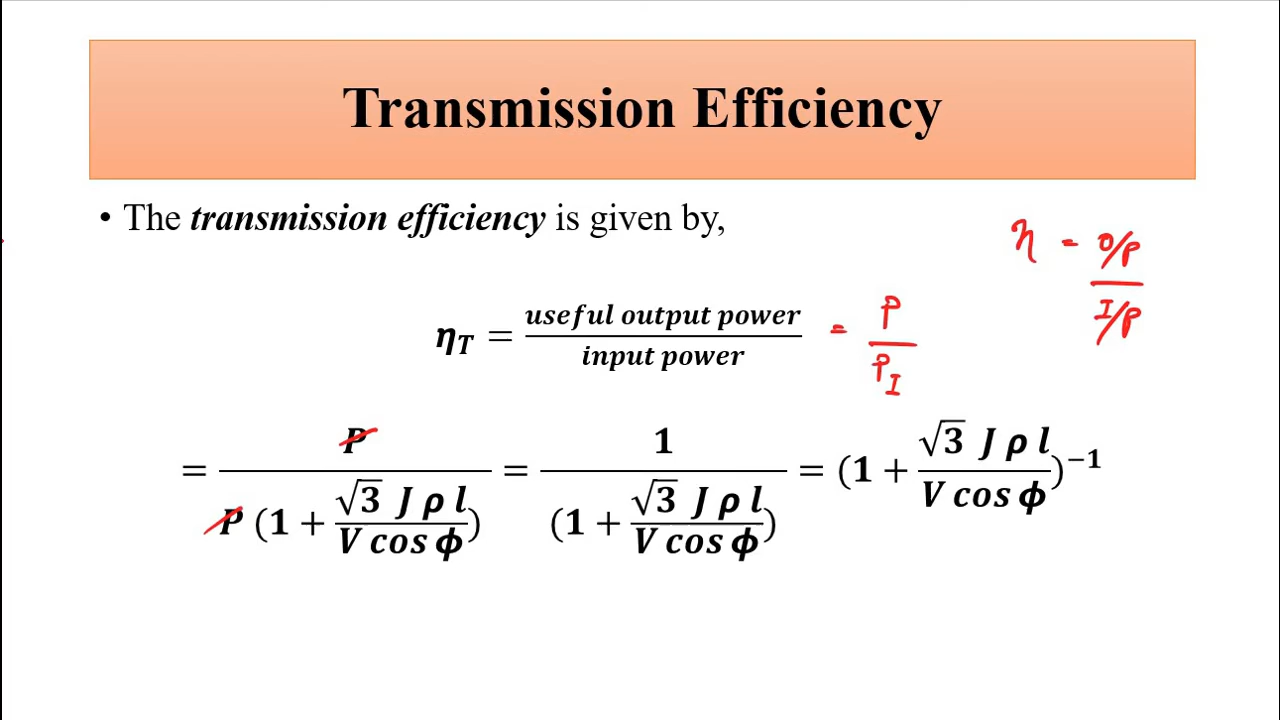 Transmission Efficiency
• The transmission efficiency is given by,
η = O/P / I/P
η_T = useful output power / input power = P / P_I
= P / P (1 + √3 J ρ l / V cos ϕ) = 1 / (1 + √3 J ρ l / V cos ϕ) = (1 + √3 J ρ l / V cos ϕ)^−1